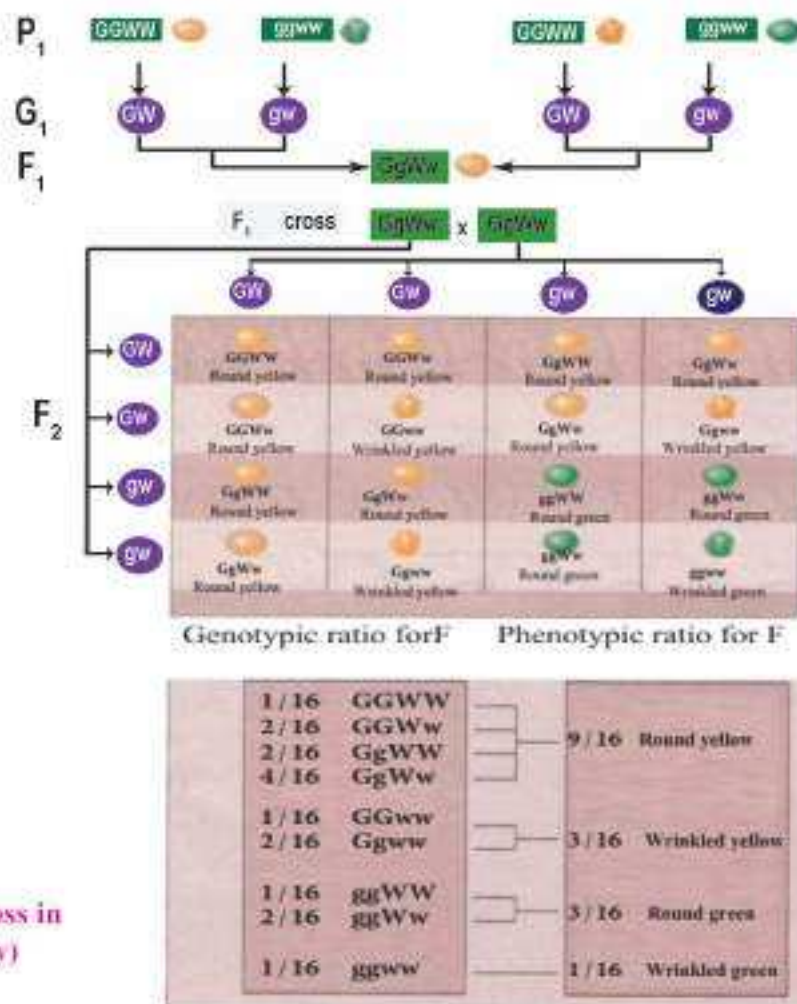 P1 GGWW ggww GGWW ggww
G1 GW gw GW gw
F1 GgWw
F1 cross GgWw x GgWw
GW Gw gw gw
F2
GW GGWW GGWw GgWW GgWw
Round yellow Round yellow Round yellow Round yellow
Gw GGWw GGww GgWw Ggww
Round yellow Wrinkled yellow Round yellow Wrinkled yellow
gw GgWW GgWw ggWW ggWw
Round yellow Round yellow Round green Round green
gw GgWw Ggww ggWw ggww
Round yellow Wrinkled yellow Round green Wrinkled green
Genotypic ratio forF Phenotypic ratio for F
1/16 GGWW
2/16 GGWw
2/16 GgWW
4/16 GgWw
9/16 Round yellow
1/16 GGww
2/16 Ggww
3/16 Wrinkled yellow
1/16 ggWW
2/16 ggWw
3/16 Round green
1/16 ggww
1/16 Wrinkled green
oss in
w)